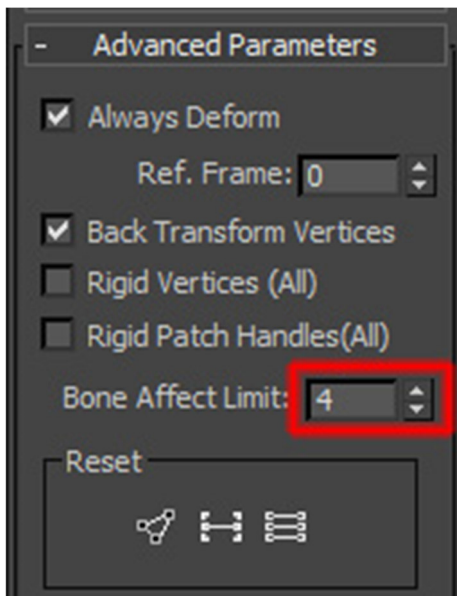 - Advanced Parameters
Always Deform
Ref. Frame: 0
Back Transform Vertices
Rigid Vertices (All)
Rigid Patch Handles(All)
Bone Affect Limit: 4
Reset